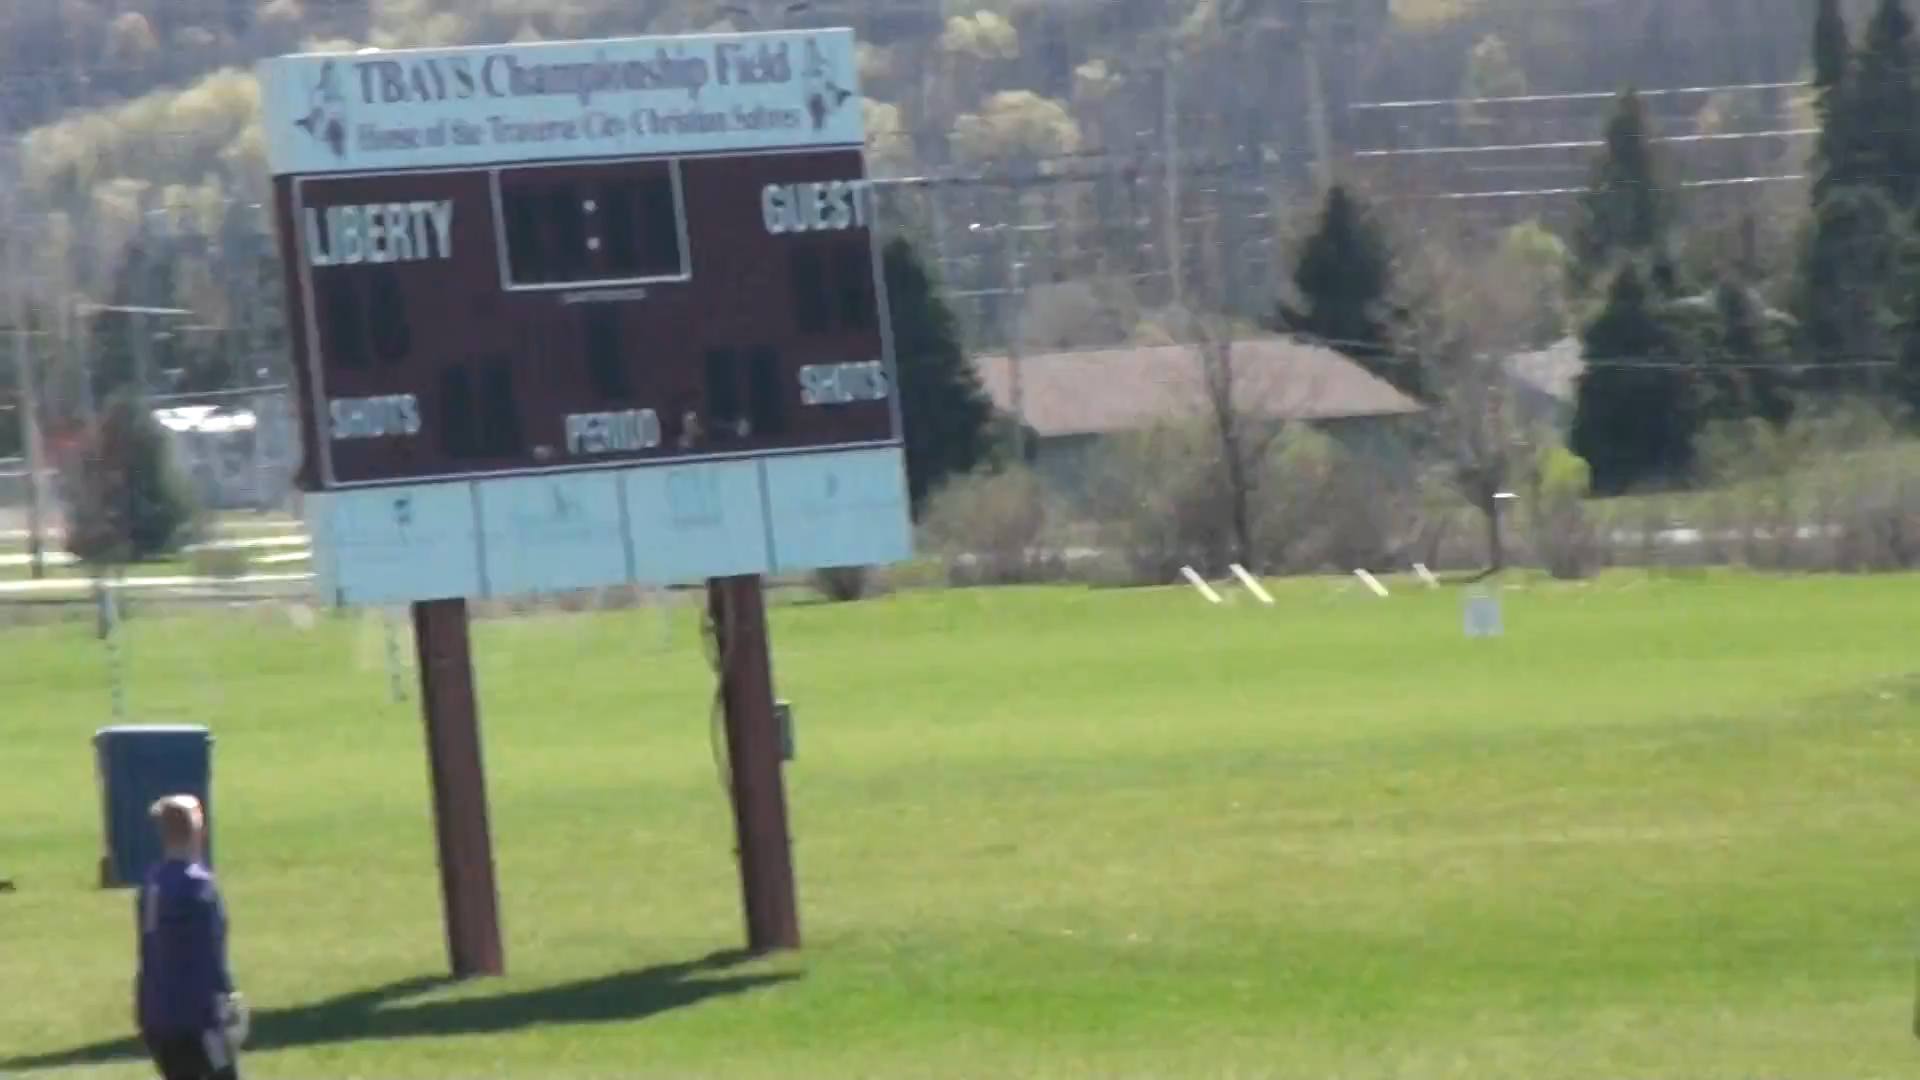 TBAYS Championship Field
Home of the Traverse City Christian Sabres
LIBERTY
:
GUEST
SHOTS
PERIOD
SHOTS